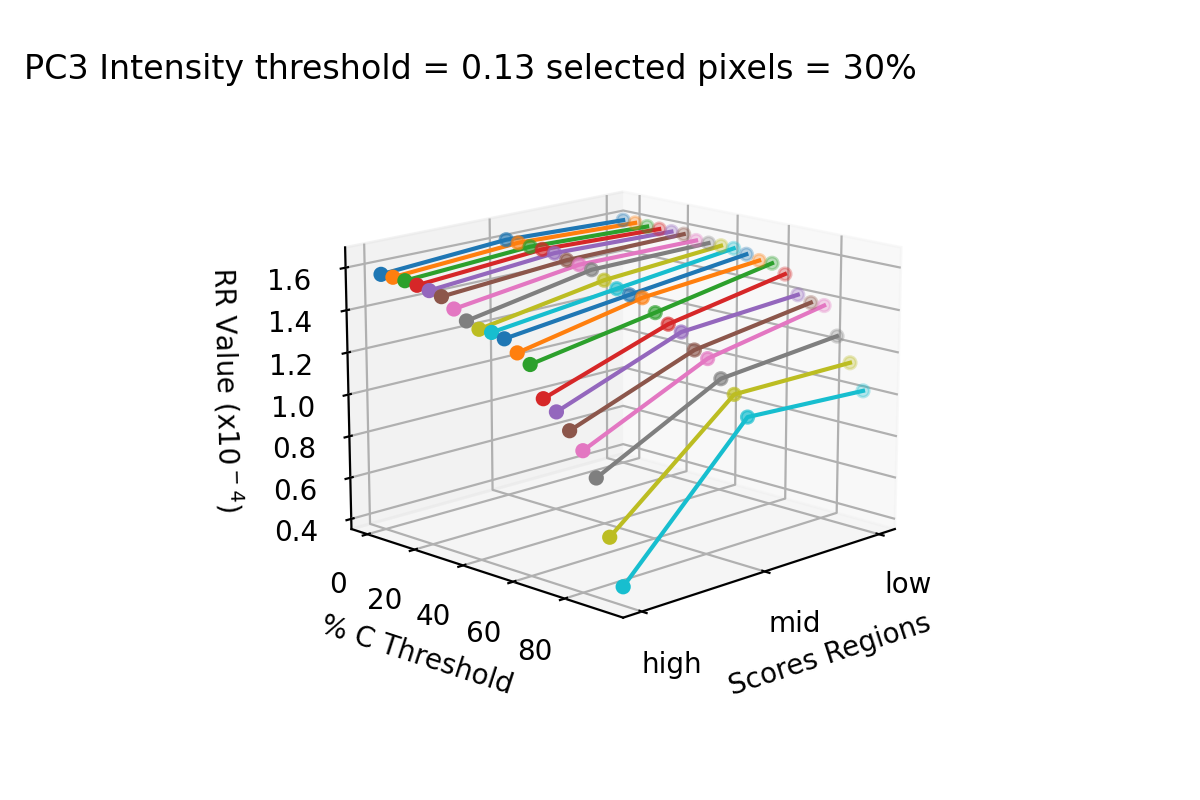 PC3 Intensity threshold = 0.13 selected pixels = 30%
1.6
1.4
1.2
1.0
0.8
0.6
0.4
RR Value (x10⁻⁴)
0
20
40
60
80
% C Threshold
high
mid
low
Scores Regions